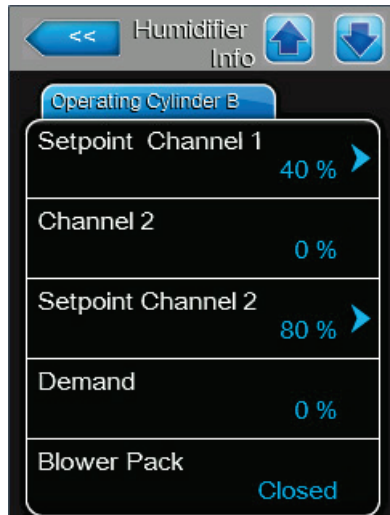 <<
Humidifier
Info
Operating Cylinder B
Setpoint Channel 1
40 %
Channel 2
0 %
Setpoint Channel 2
80 %
Demand
0 %
Blower Pack
Closed